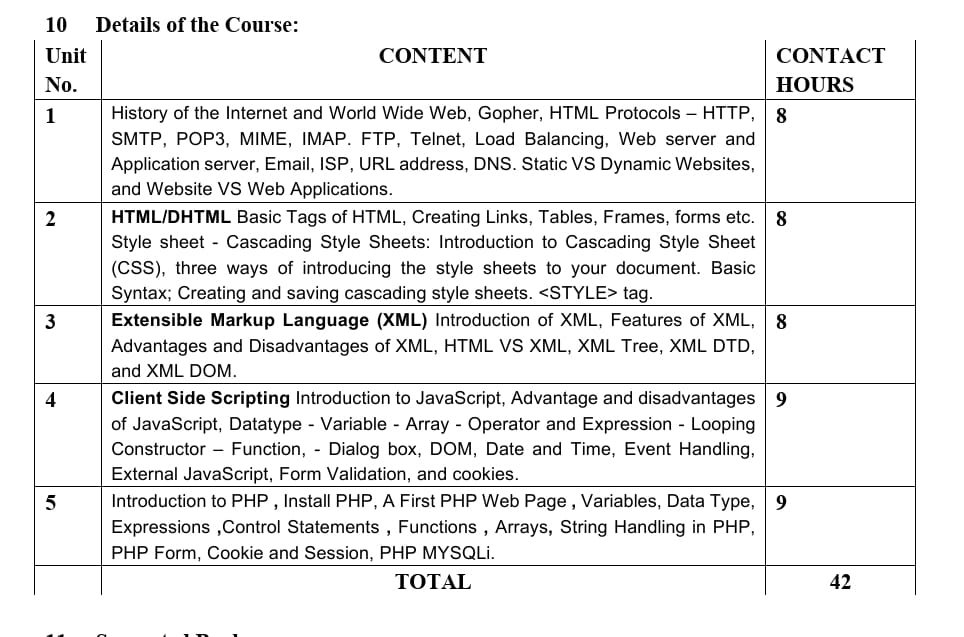 10 Details of the Course:
Unit No. CONTENT CONTACT HOURS
1 History of the Internet and World Wide Web, Gopher, HTML Protocols – HTTP, 8
SMTP, POP3, MIME, IMAP. FTP, Telnet, Load Balancing, Web server and
Application server, Email, ISP, URL address, DNS. Static VS Dynamic Websites,
and Website VS Web Applications.
2 HTML/DHTML Basic Tags of HTML, Creating Links, Tables, Frames, forms etc. 8
Style sheet - Cascading Style Sheets: Introduction to Cascading Style Sheet
(CSS), three ways of introducing the style sheets to your document. Basic
Syntax; Creating and saving cascading style sheets. <STYLE> tag.
3 Extensible Markup Language (XML) Introduction of XML, Features of XML, 8
Advantages and Disadvantages of XML, HTML VS XML, XML Tree, XML DTD,
and XML DOM.
4 Client Side Scripting Introduction to JavaScript, Advantage and disadvantages 9
of JavaScript, Datatype - Variable - Array - Operator and Expression - Looping
Constructor – Function, - Dialog box, DOM, Date and Time, Event Handling,
External JavaScript, Form Validation, and cookies.
5 Introduction to PHP , Install PHP, A First PHP Web Page , Variables, Data Type, 9
Expressions ,Control Statements , Functions , Arrays, String Handling in PHP,
PHP Form, Cookie and Session, PHP MYSQLi.
TOTAL 42